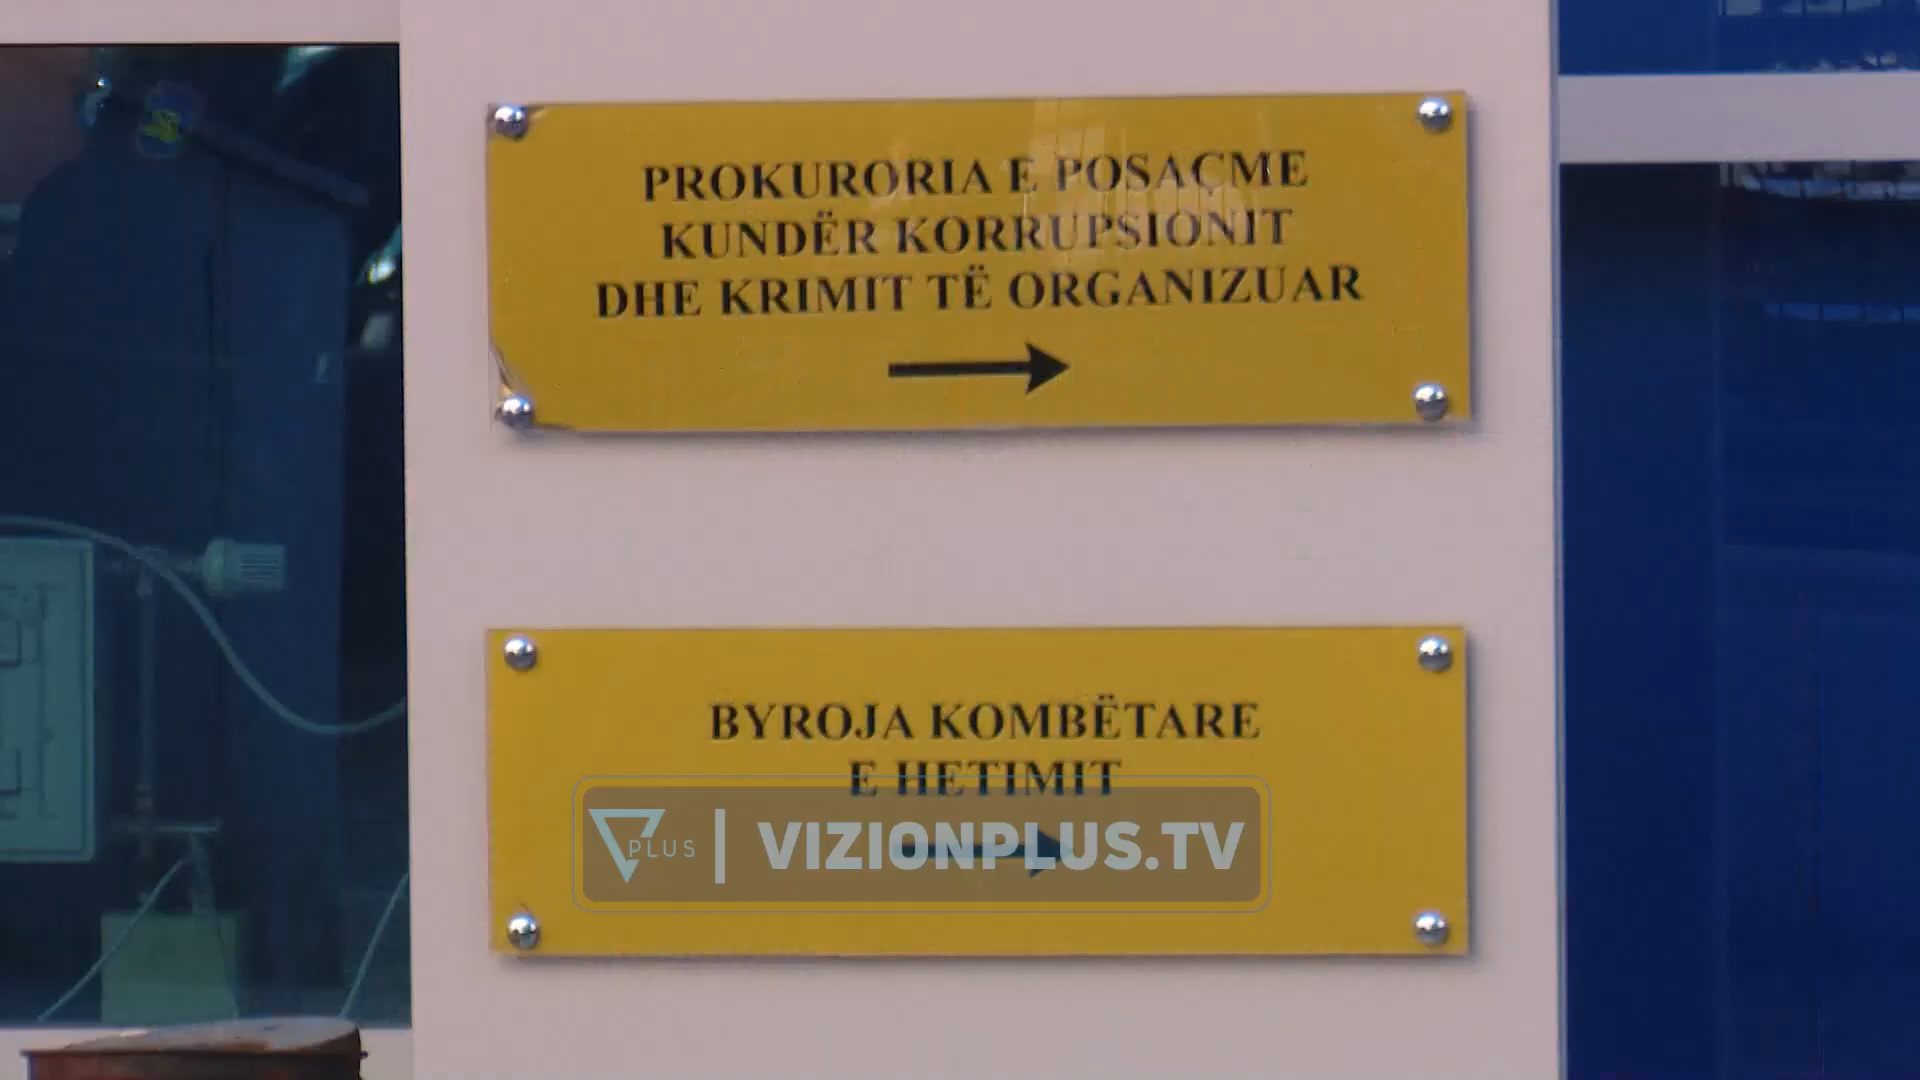 PROKURORIA E POSAÇME
KUNDËR KORRUPSIONIT
DHE KRIMIT TË ORGANIZUAR
BYROJA KOMBËTARE
E HETIMIT
PLUS | VIZIONPLUS.TV